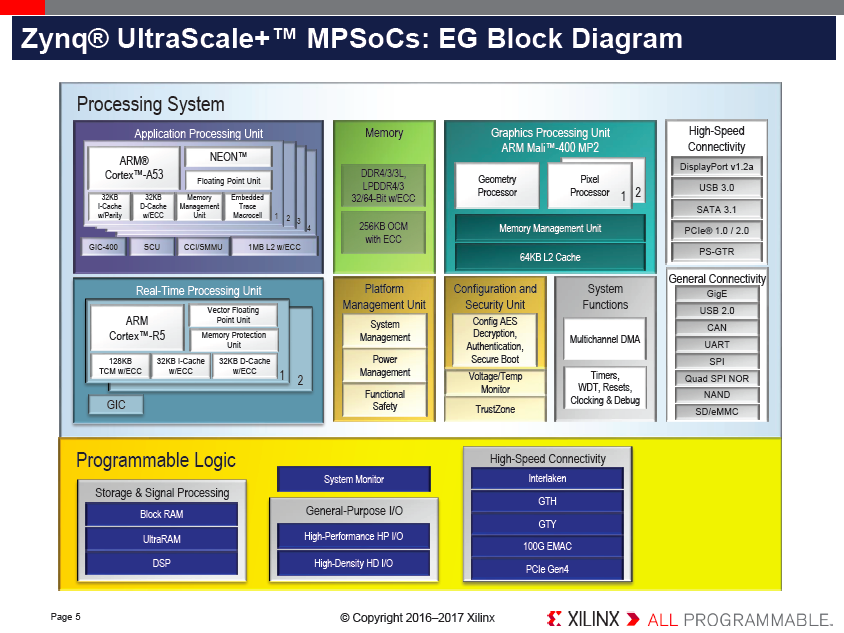 Zynq® UltraScale+™ MPSoCs: EG Block Diagram
Processing System
Application Processing Unit
ARM®
Cortex™-A53
NEON™
Floating Point Unit
32KB
I-Cache
w/Parity
32KB
D-Cache
w/ECC
Memory
Management
Unit
Embedded
Trace
Macrocell
1
2
3
4
GIC-400
SCU
CCI/SMMU
1MB L2 w/ECC
Memory
DDR4/3/3L,
LPDDR4/3
32/64-Bit w/ECC
256KB OCM
with ECC
Graphics Processing Unit
ARM Mali™-400 MP2
Geometry
Processor
Pixel
Processor
1
2
Memory Management Unit
64KB L2 Cache
High-Speed
Connectivity
DisplayPort v1.2a
USB 3.0
SATA 3.1
PCIe® 1.0 / 2.0
PS-GTR
Real-Time Processing Unit
ARM
Cortex™-R5
Vector Floating
Point Unit
Memory Protection
Unit
128KB
TCM w/ECC
32KB I-Cache
w/ECC
32KB D-Cache
w/ECC
1
2
GIC
Platform
Management Unit
System
Management
Power
Management
Functional
Safety
Configuration and
Security Unit
Config AES
Decryption,
Authentication,
Secure Boot
Voltage/Temp
Monitor
TrustZone
System
Functions
Multichannel DMA
Timers,
WDT, Resets,
Clocking & Debug
General Connectivity
GigE
USB 2.0
CAN
UART
SPI
Quad SPI NOR
NAND
SD/eMMC
Programmable Logic
Storage & Signal Processing
Block RAM
UltraRAM
DSP
System Monitor
General-Purpose I/O
High-Performance HP I/O
High-Density HD I/O
High-Speed Connectivity
Interlaken
GTH
GTY
100G EMAC
PCIe Gen4
Page 5
© Copyright 2016–2017 Xilinx
XILINX ALL PROGRAMMABLE.